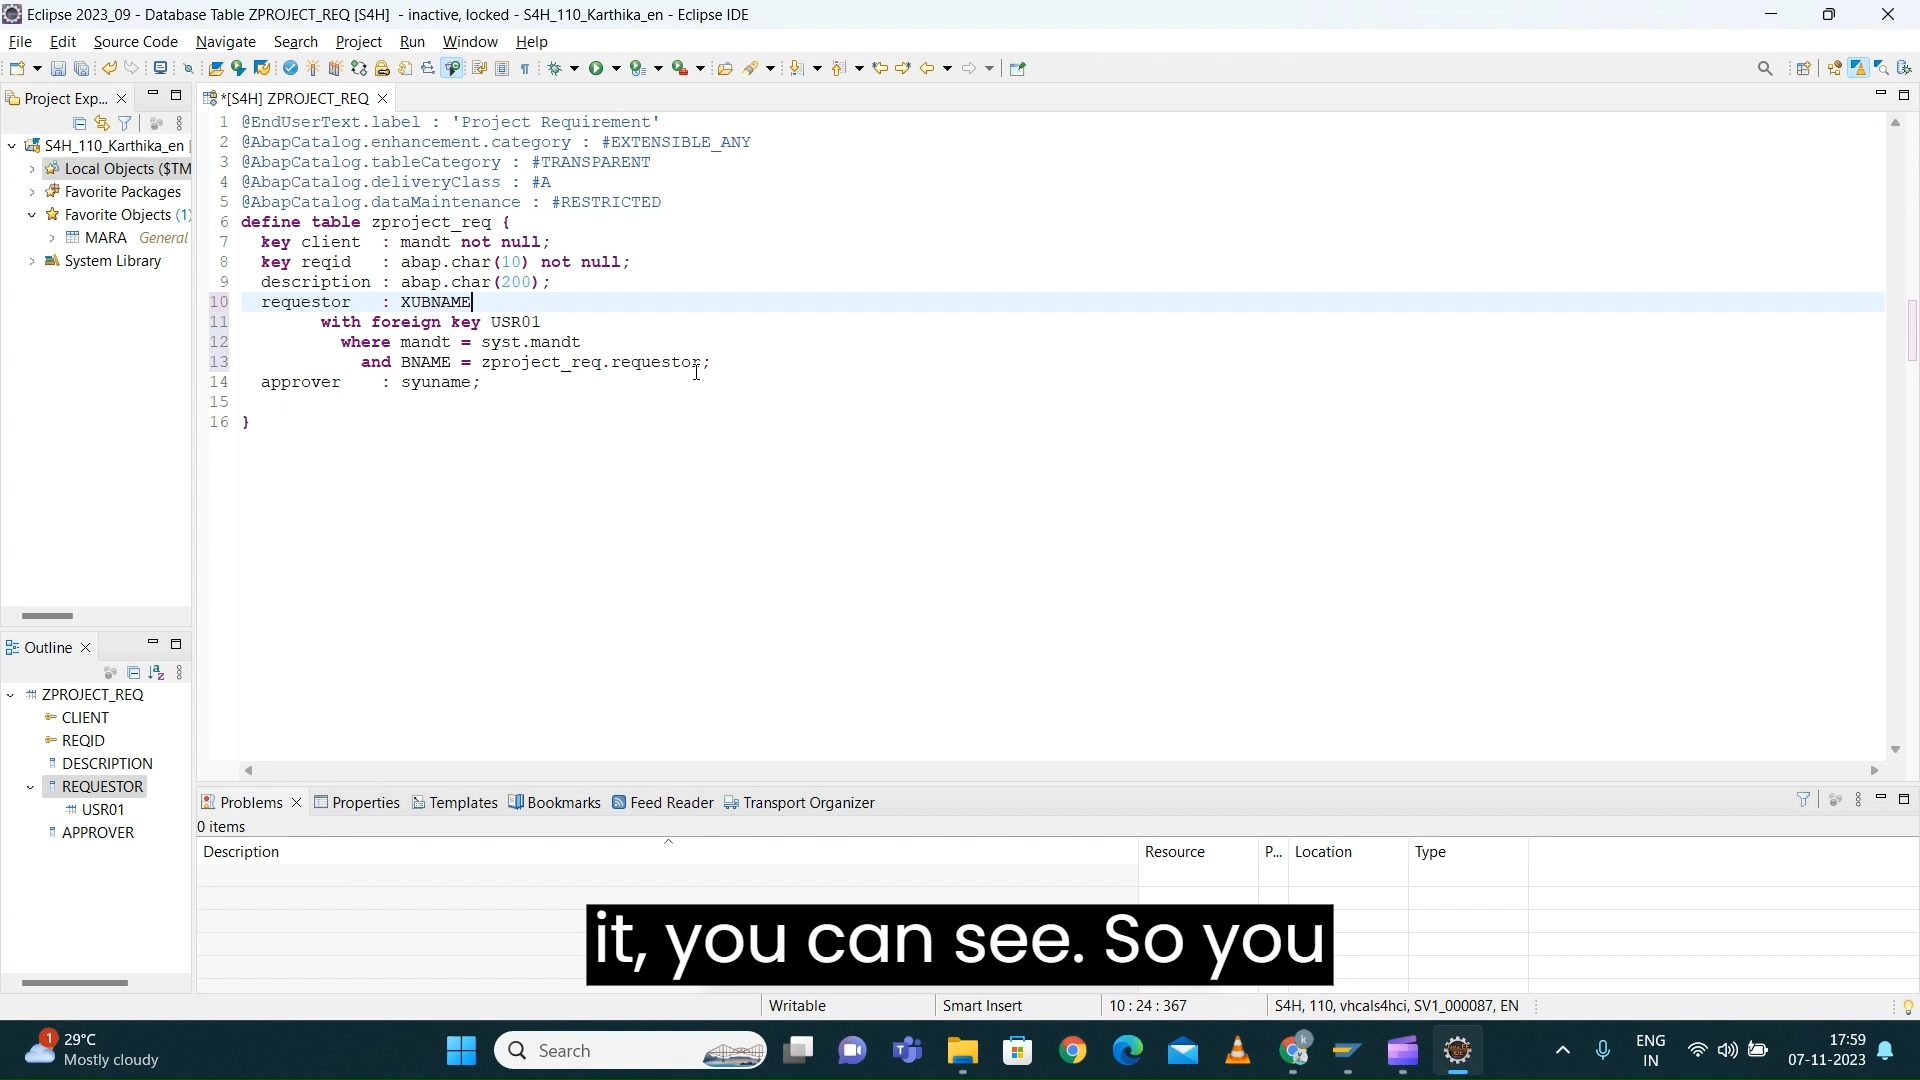 Eclipse 2023_09 - Database Table ZPROJECT_REQ [S4H]  - inactive, locked - S4H_110_Karthika_en - Eclipse IDE
File Edit Source Code Navigate Search Project Run Window Help
Project Exp...
*[S4H] ZPROJECT_REQ
S4H_110_Karthika_en
Local Objects ($TM
Favorite Packages
Favorite Objects (1)
MARA General
System Library
1 @EndUserText.label : 'Project Requirement'
2 @AbapCatalog.enhancement.category : #EXTENSIBLE_ANY
3 @AbapCatalog.tableCategory : #TRANSPARENT
4 @AbapCatalog.deliveryClass : #A
5 @AbapCatalog.dataMaintenance : #RESTRICTED
6 define table zproject_req {
7 key client : mandt not null;
8 key reqid : abap.char(10) not null;
9 description : abap.char(200);
10 requestor : XUBNAME
11 with foreign key USR01
12 where mandt = syst.mandt
13 and BNAME = zproject_req.requestor;
14 approver : syuname;
15
16 }
Outline
ZPROJECT_REQ
CLIENT
REQID
DESCRIPTION
REQUESTOR
USR01
APPROVER
Problems Properties Templates Bookmarks Feed Reader Transport Organizer
0 items
Description Resource P... Location Type
it, you can see. So you
Writable Smart Insert 10 : 24 : 367 S4H, 110, vhcals4hci, SV1_000087, EN
1 29°C
Mostly cloudy
Search
ENG
IN
17:59
07-11-2023